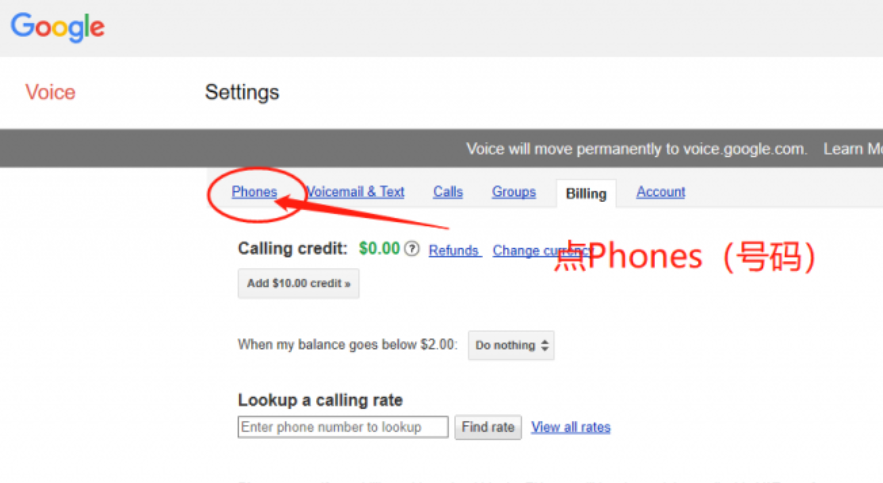 Google
Voice Settings
Voice will move permanently to voice.google.com. Learn
Phones Voicemail & Text Calls Groups Billing Account
Calling credit: $0.00 ? Refunds Change currency
点Phones（号码）
Add $10.00 credit »
When my balance goes below $2.00: Do nothing
Lookup a calling rate
Enter phone number to lookup Find rate View all rates